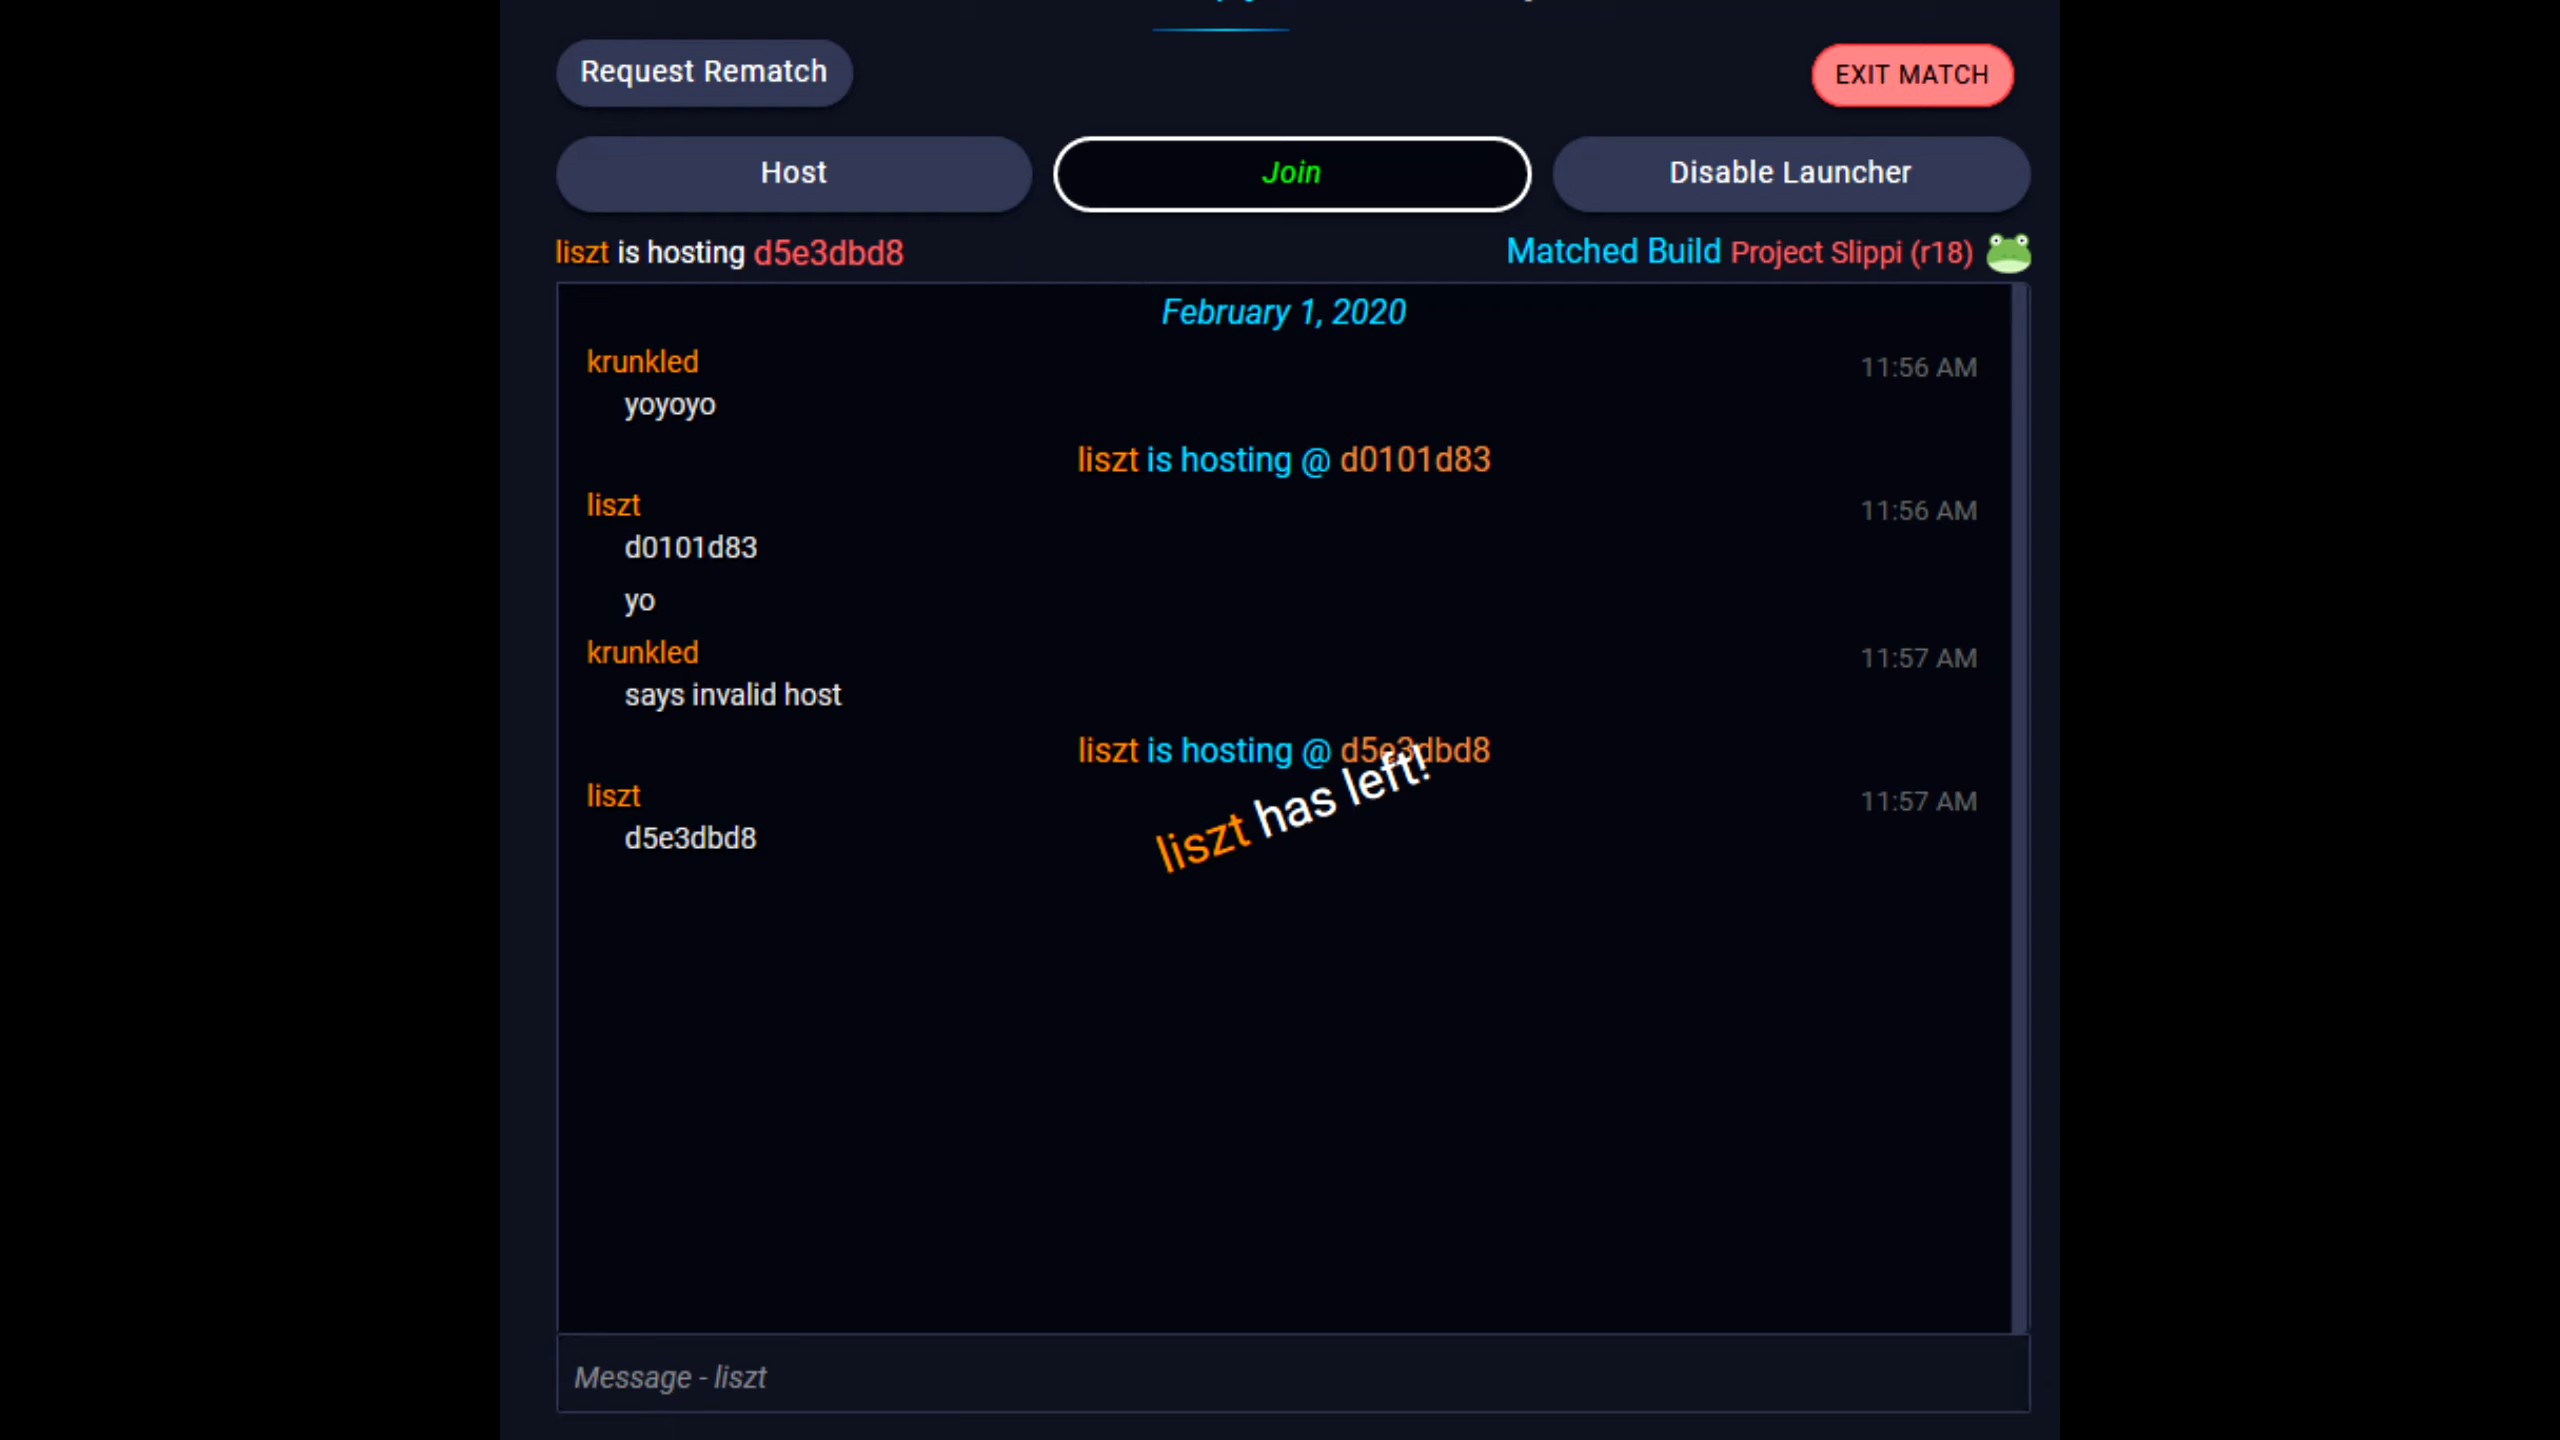 Request Rematch
EXIT MATCH
Host
Join
Disable Launcher
liszt is hosting d5e3dbd8
Matched Build Project Slippi (r18)
February 1, 2020
krunkled 11:56 AM
yoyoyo
liszt is hosting @ d0101d83
liszt 11:56 AM
d0101d83
yo
krunkled 11:57 AM
says invalid host
liszt is hosting @ d5e3dbd8
liszt has left!
liszt 11:57 AM
d5e3dbd8
Message - liszt